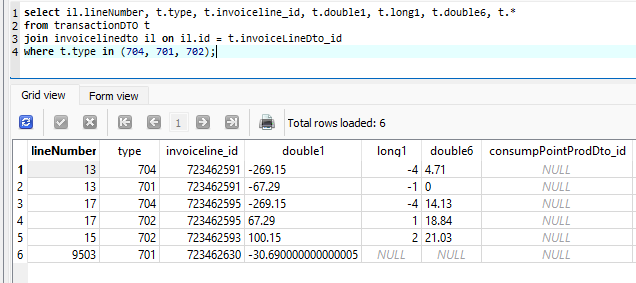 1 select il.lineNumber, t.type, t.invoiceline_id, t.double1, t.long1, t.double6, t.*
2 from transactionDTO t
3 join invoicelinedto il on il.id = t.invoiceLineDto_id
4 where t.type in (704, 701, 702);
Grid view Form view
1 Total rows loaded: 6
lineNumber type invoiceline_id double1 long1 double6 consumpPointProdDto_id
1 13 704 723462591 -269.15 -4 4.71 NULL
2 13 701 723462591 -67.29 -1 0 NULL
3 17 704 723462595 -269.15 -4 14.13 NULL
4 17 702 723462595 67.29 1 18.84 NULL
5 15 702 723462593 100.15 2 21.03 NULL
6 9503 701 723462630 -30.690000000000005 NULL NULL NULL